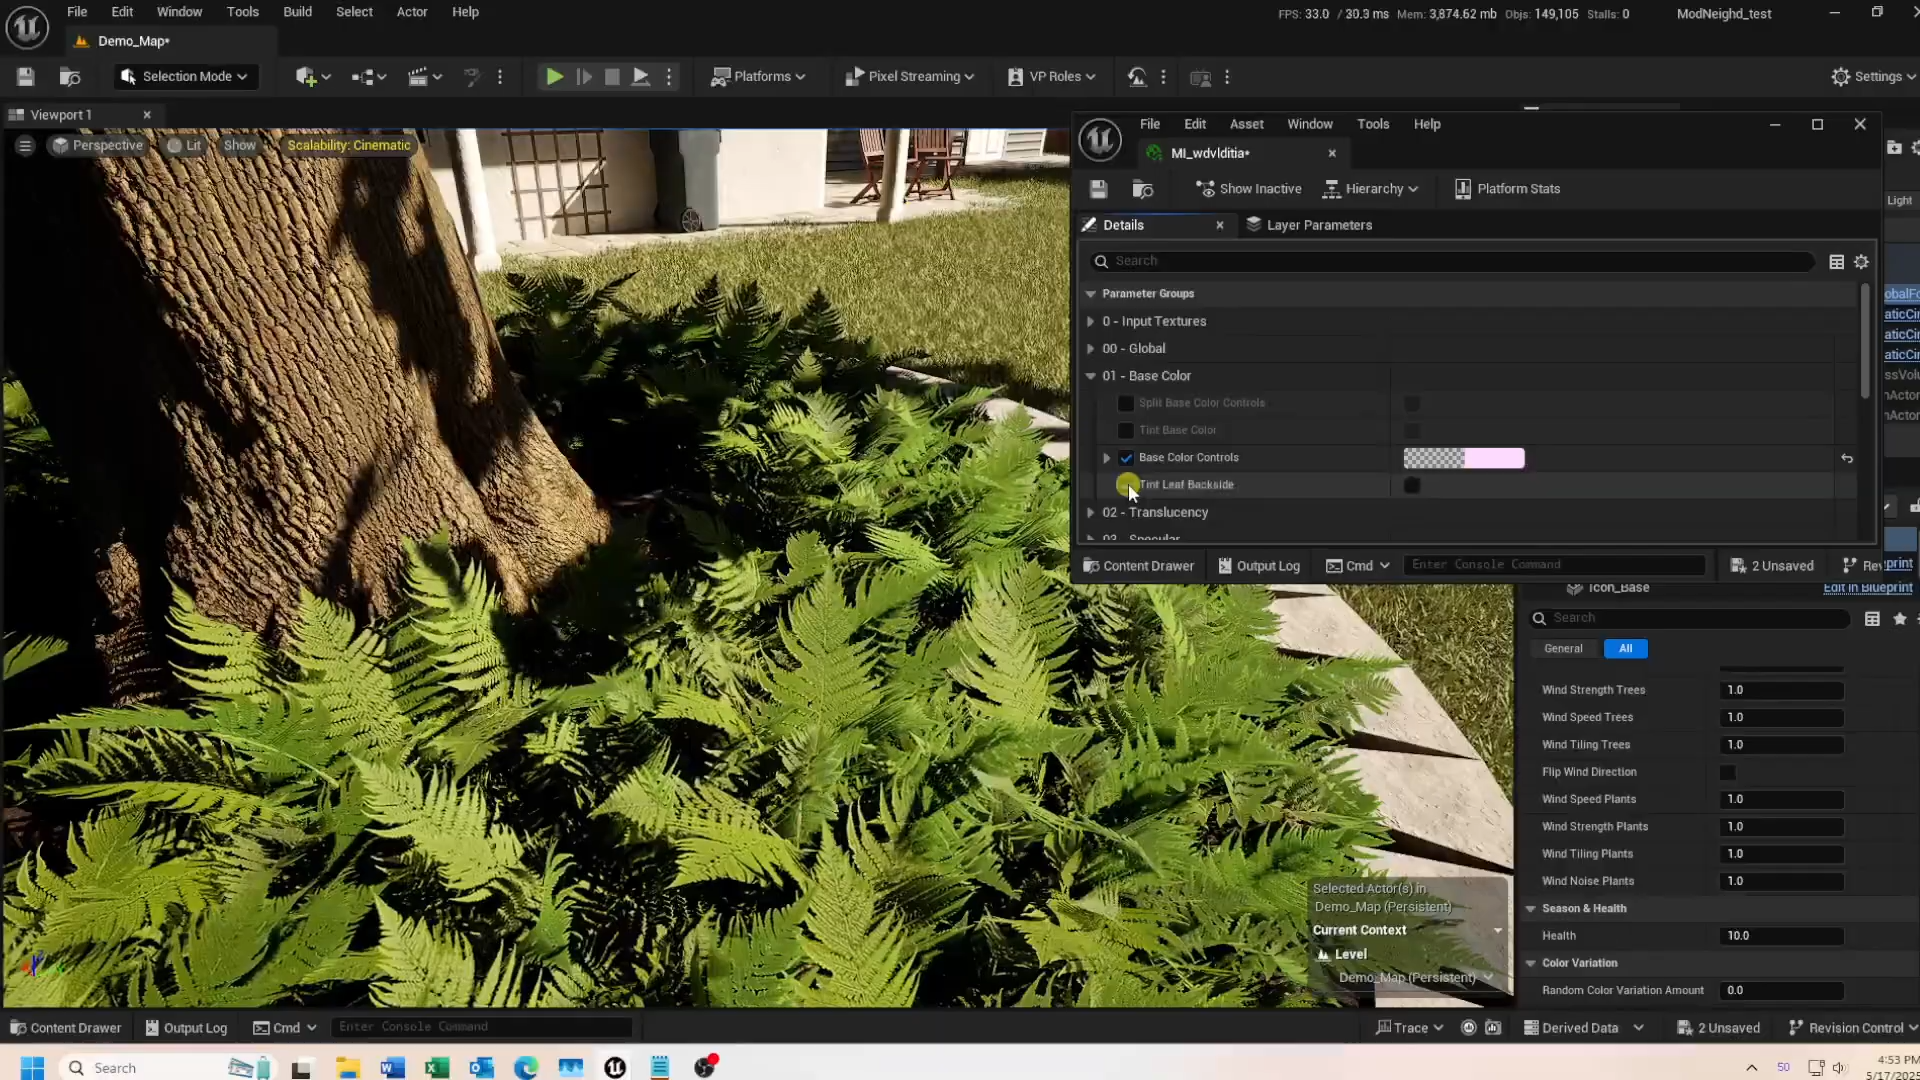 File Edit Window Tools Build Select Actor Help
FPS: 33.0 / 30.3 ms Mem: 3,874.62 mb Objs: 149,105 Stalls: 0
ModNeighd_test
Demo_Map*
Selection Mode
Platforms
Pixel Streaming
VP Roles
Settings
Viewport 1
Perspective
Lit
Show
Scalability: Cinematic
File Edit Asset Window Tools Help
MI_wdvlditia*
Show Inactive
Hierarchy
Platform Stats
Light
Details
Layer Parameters
Search
Parameter Groups
0 - Input Textures
00 - Global
01 - Base Color
Split Base Color Controls
Tint Base Color
Base Color Controls
Tint Leaf Backside
02 - Translucency
03 - Specular
Content Drawer
Output Log
Cmd
Enter Console Command
2 Unsaved
Icon_Base
Edit in Blueprint
Search
General
All
Wind Strength Trees 1.0
Wind Speed Trees 1.0
Wind Tiling Trees 1.0
Flip Wind Direction
Wind Speed Plants 1.0
Wind Strength Plants 1.0
Wind Tiling Plants 1.0
Wind Noise Plants 1.0
Season & Health
Health 10.0
Color Variation
Random Color Variation Amount 0.0
Selected Actor(s) in
Demo_Map (Persistent)
Current Context
Level
Demo_Map (Persistent)
Content Drawer
Output Log
Cmd
Enter Console Command
Trace
Derived Data
2 Unsaved
Revision Control
Search
50
4:53 PM
5/17/202